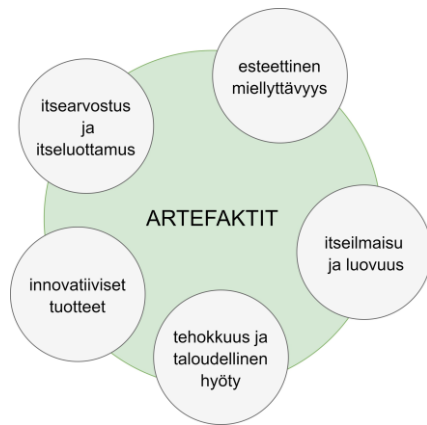 esteettinen
miellyttävyys
itsearvostus
ja
itseluottamus
ARTEFAKTIT
itseilmaisu
ja luovuus
innovatiiviset
tuotteet
tehokkuus ja
taloudellinen
hyöty